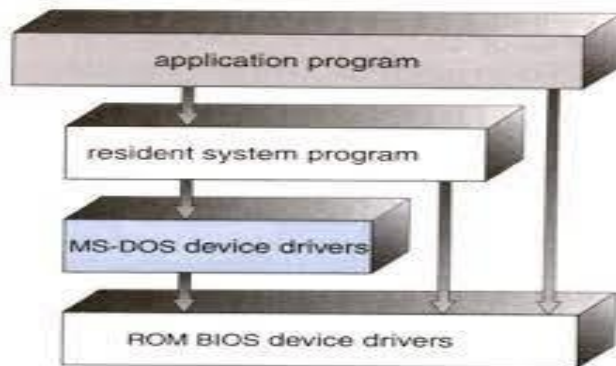 application program
resident system program
MS-DOS device drivers
ROM BIOS device drivers